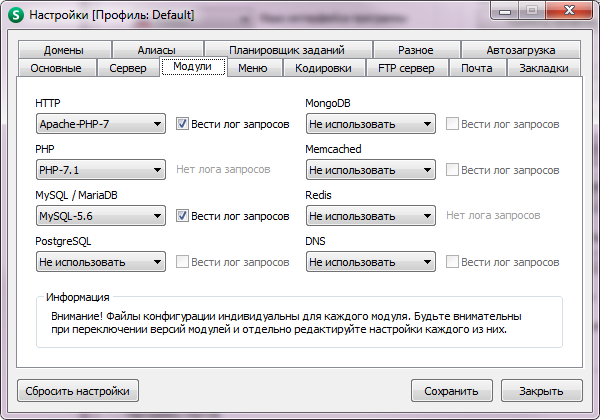 Настройки [Профиль: Default]
Домены Алиасы Планировщик заданий Разное Автозагрузка
Основные Сервер Модули Меню Кодировки FTP сервер Почта Закладки
HTTP
Apache-PHP-7 Вести лог запросов
PHP
PHP-7.1 Нет лога запросов
MySQL / MariaDB
MySQL-5.6 Вести лог запросов
PostgreSQL
Не использовать Вести лог запросов
MongoDB
Не использовать Вести лог запросов
Memcached
Не использовать Вести лог запросов
Redis
Не использовать Нет лога запросов
DNS
Не использовать Вести лог запросов
Информация
Внимание! Файлы конфигурации индивидуальны для каждого модуля. Будьте внимательны
при переключении версий модулей и отдельно редактируйте настройки каждого из них.
Сбросить настройки Сохранить Закрыть